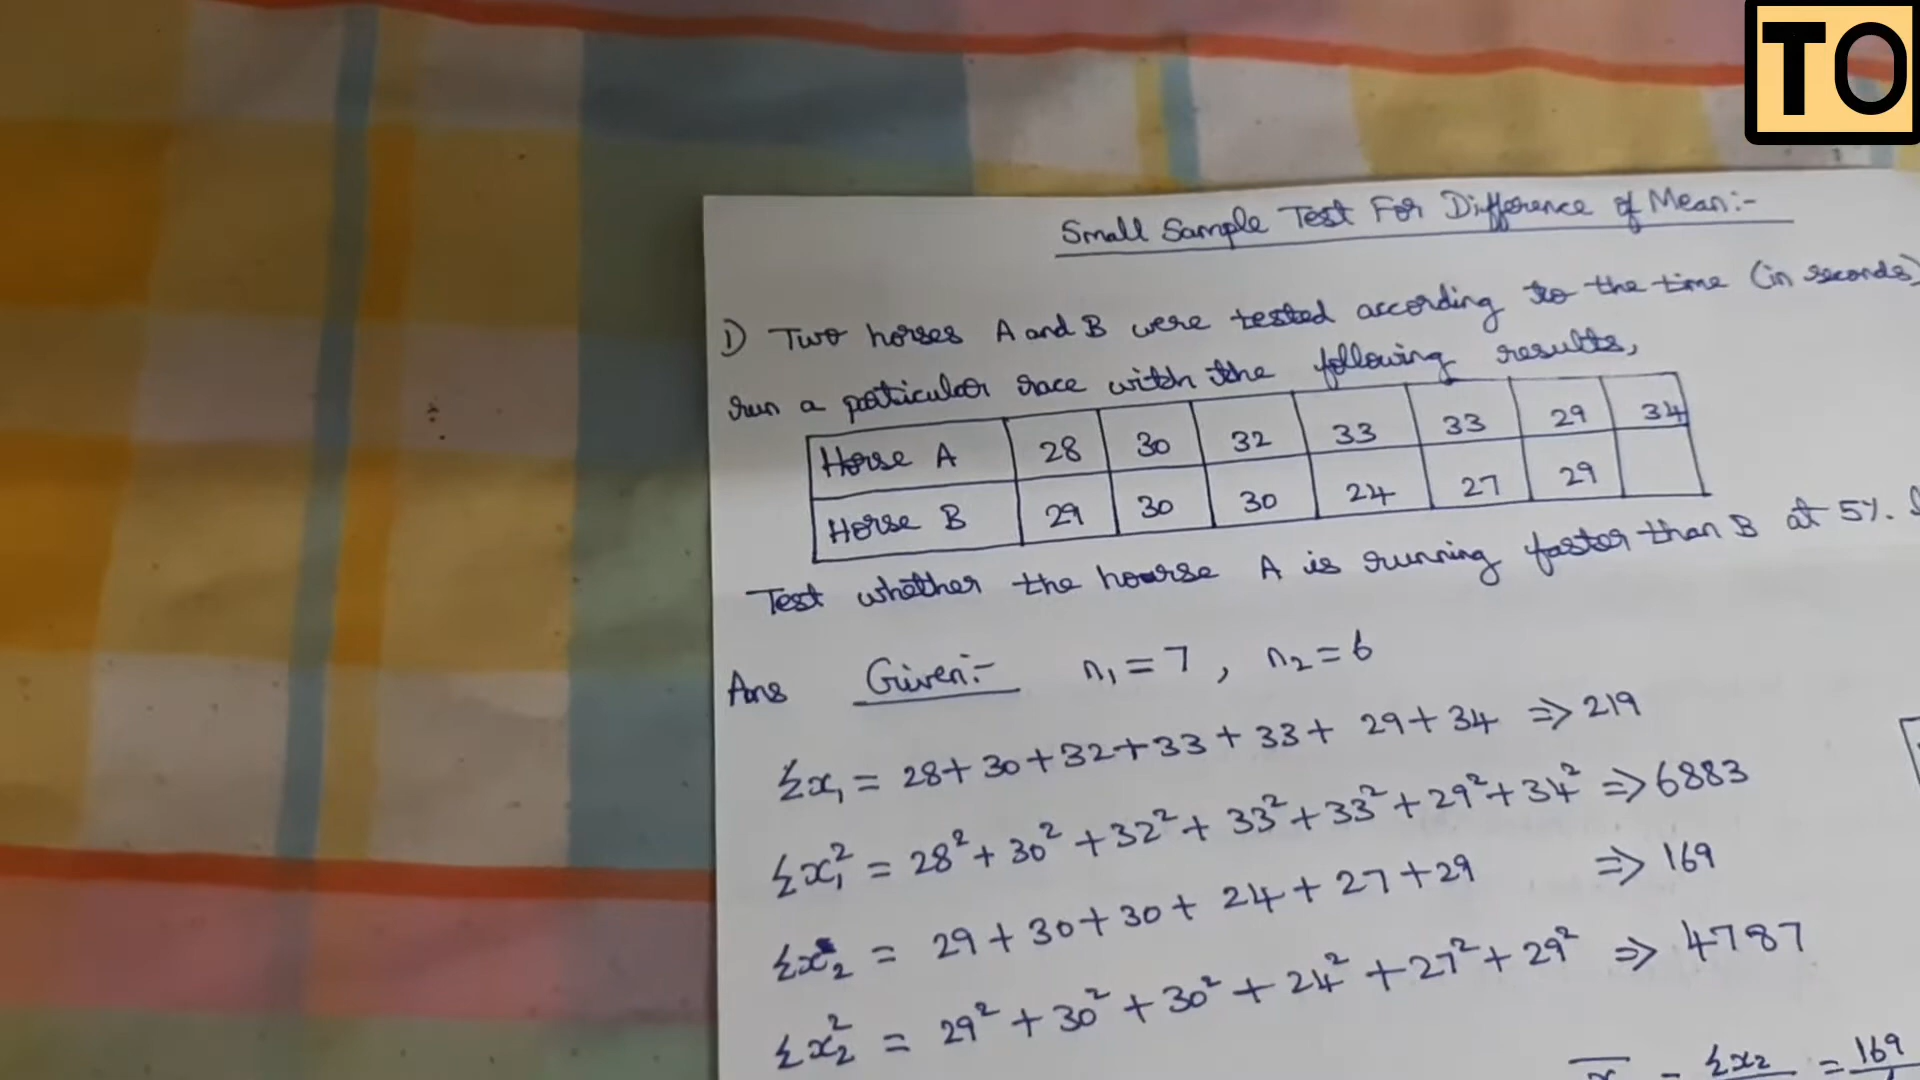 TO
Small Sample Test For Difference of Mean:-
1) Two horses A and B were tested according to the time (in seconds)
run a paticular race with the following results,
Horse A 28 30 32 33 33 29 34
Horse B 29 30 30 24 27 29
Test whether the hourse A is running faster than B at 5%.
Ans Given:- n₁ = 7 , n₂ = 6
Σx₁ = 28+30+32+33+33+ 29+34 ⇒ 219
Σx₁² = 28² + 30² + 32² + 33² + 33² + 29² + 34² ⇒ 6883
Σx₂ = 29 + 30 + 30 + 24 + 27 + 29 ⇒ 169
Σx₂² = 29² + 30² + 30² + 24² + 27² + 29² ⇒ 4787
= Σx₂ = 169